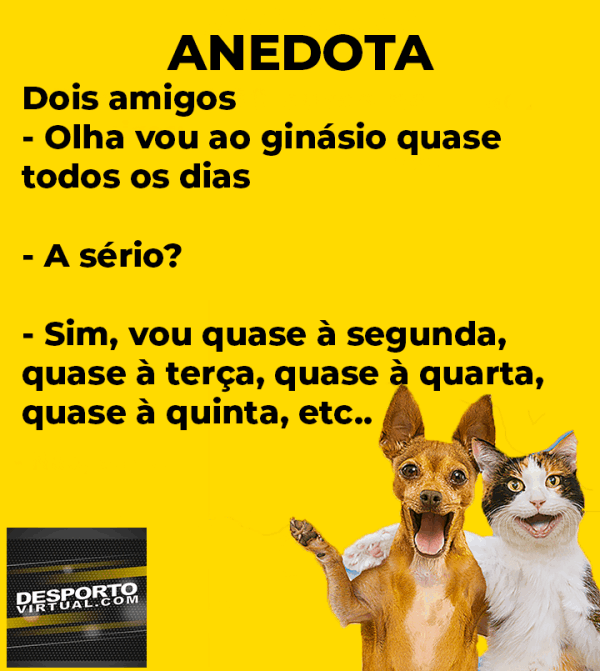 ANEDOTA
Dois amigos
- Olha vou ao ginásio quase
todos os dias
- A sério?
- Sim, vou quase à segunda,
quase à terça, quase à quarta,
quase à quinta, etc..
DESPORTO
VIRTUAL.COM